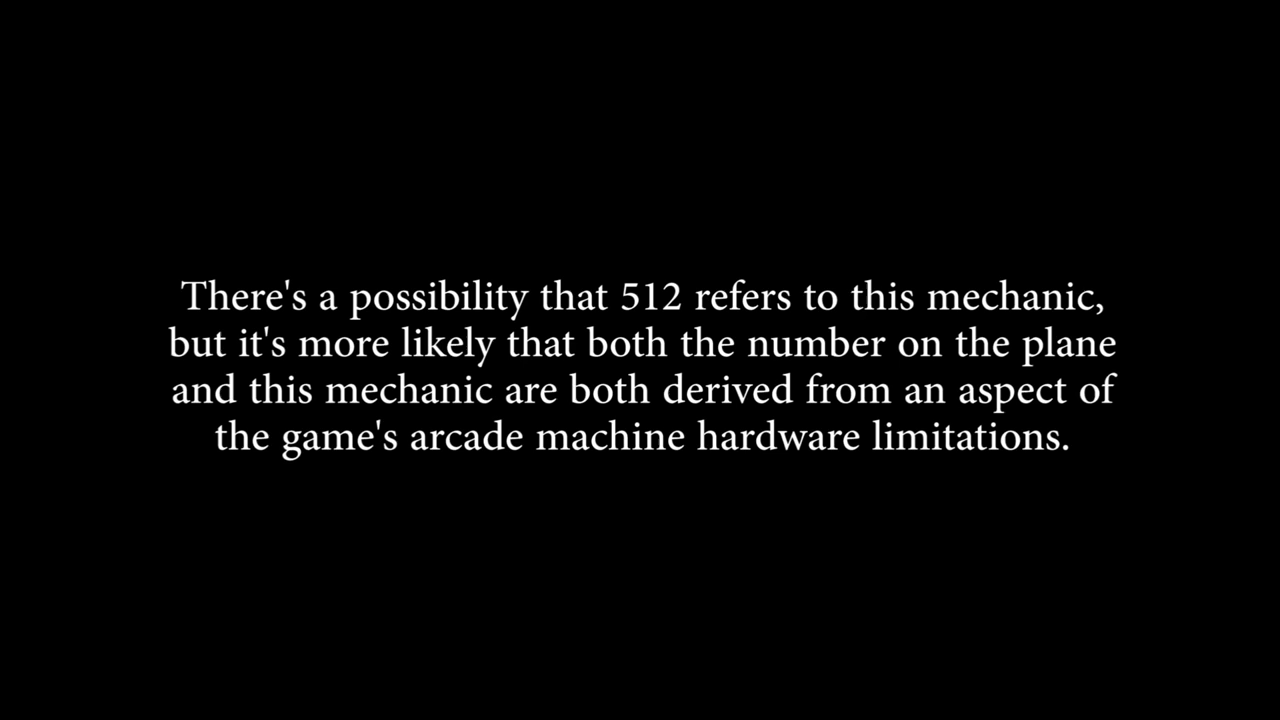 There's a possibility that 512 refers to this mechanic,
but it's more likely that both the number on the plane
and this mechanic are both derived from an aspect of
the game's arcade machine hardware limitations.